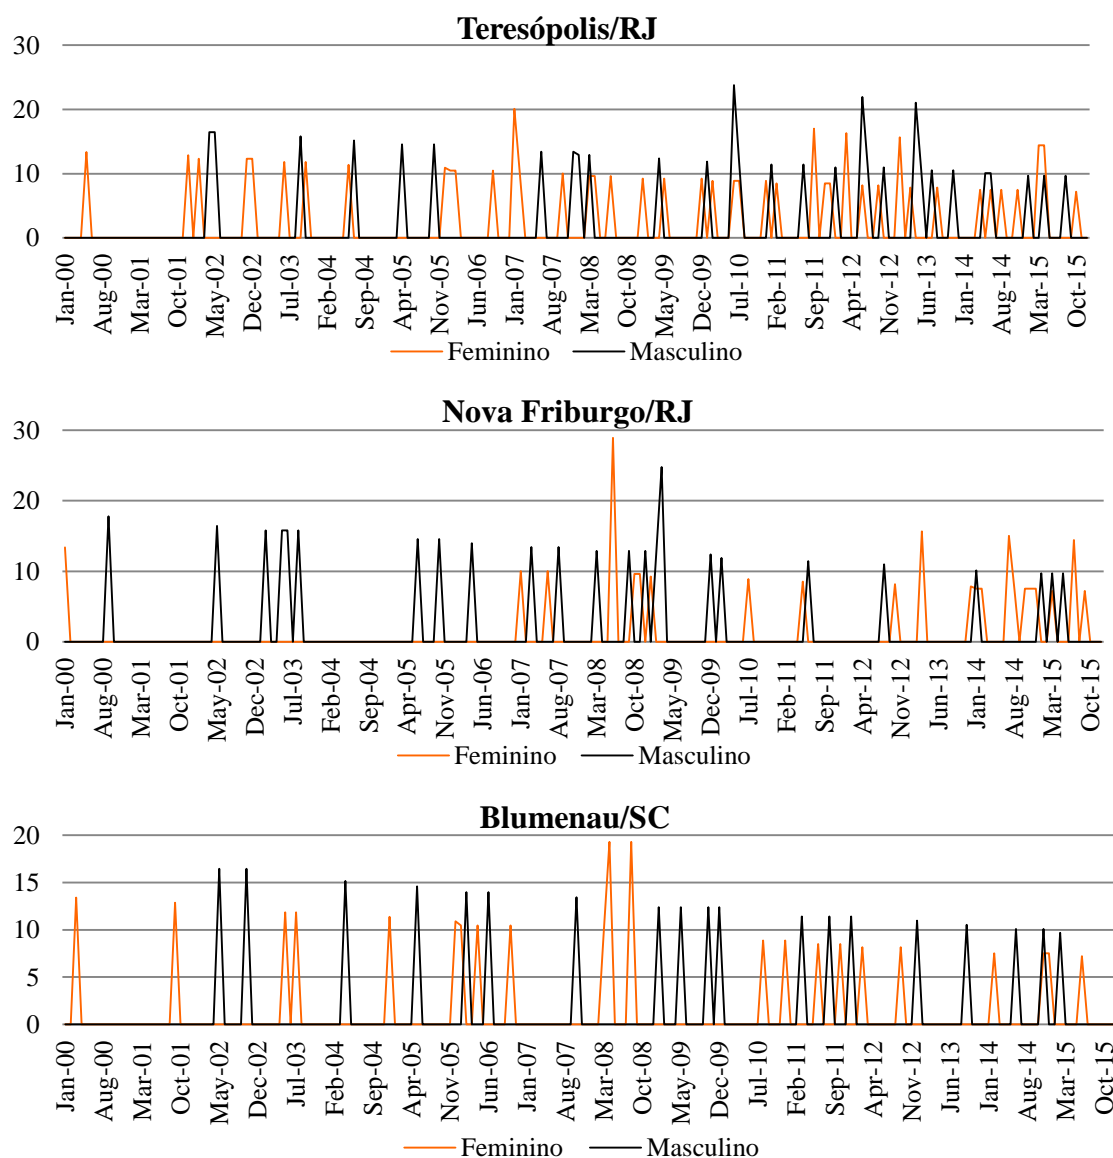 Teresópolis/RJ
30
20
10
0
Jan-00 Aug-00 Mar-01 Oct-01 May-02 Dec-02 Jul-03 Feb-04 Sep-04 Apr-05 Nov-05 Jun-06 Jan-07 Aug-07 Mar-08 Oct-08 May-09 Dec-09 Jul-10 Feb-11 Sep-11 Apr-12 Nov-12 Jun-13 Jan-14 Aug-14 Mar-15 Oct-15
Feminino Masculino
Nova Friburgo/RJ
30
20
10
0
Jan-00 Aug-00 Mar-01 Oct-01 May-02 Dec-02 Jul-03 Feb-04 Sep-04 Apr-05 Nov-05 Jun-06 Jan-07 Aug-07 Mar-08 Oct-08 May-09 Dec-09 Jul-10 Feb-11 Sep-11 Apr-12 Nov-12 Jun-13 Jan-14 Aug-14 Mar-15 Oct-15
Feminino Masculino
Blumenau/SC
20
15
10
5
0
Jan-00 Aug-00 Mar-01 Oct-01 May-02 Dec-02 Jul-03 Feb-04 Sep-04 Apr-05 Nov-05 Jun-06 Jan-07 Aug-07 Mar-08 Oct-08 May-09 Dec-09 Jul-10 Feb-11 Sep-11 Apr-12 Nov-12 Jun-13 Jan-14 Aug-14 Mar-15 Oct-15
Feminino Masculino